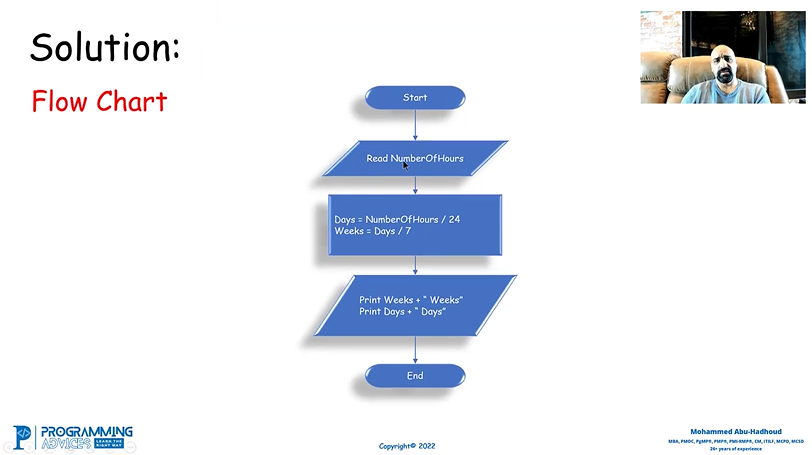 Solution:
Flow Chart
Start
Read NumberOfHours
Days = NumberOfHours / 24
Weeks = Days / 7
Print Weeks + “ Weeks”
Print Days + “ Days”
End
PROGRAMMING
ADVICES
LEARN THE
RIGHT WAY
Copyright© 2022
Mohammed Abu-Hadhoud
MBA, PMOC, PgMP®, PMP®, PMI-RMP®, CM, ITILF, MCPD, MCSD
26+ years of experience